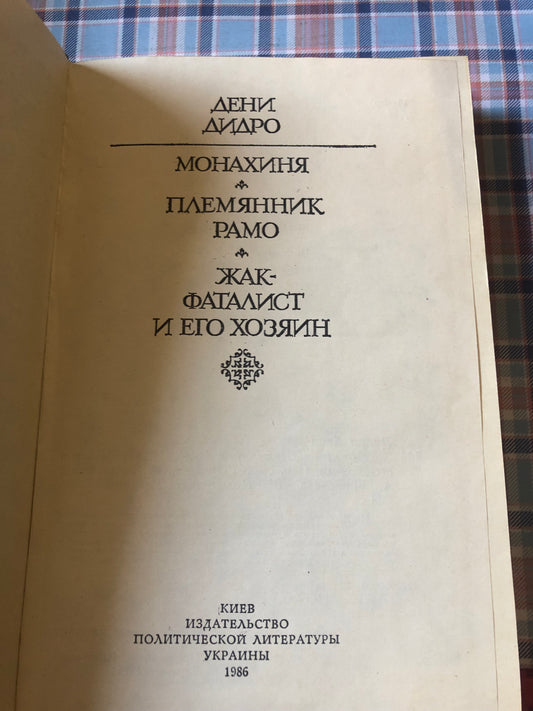 ДЕНИ
ДИДРО
МОНАХИНЯ
ПЛЕМЯННИК
РАМО
ЖАК-
ФАТАЛИСТ
И ЕГО ХОЗЯИН
КИЕВ
ИЗДАТЕЛЬСТВО
ПОЛИТИЧЕСКОЙ ЛИТЕРАТУРЫ
УКРАИНЫ
1986